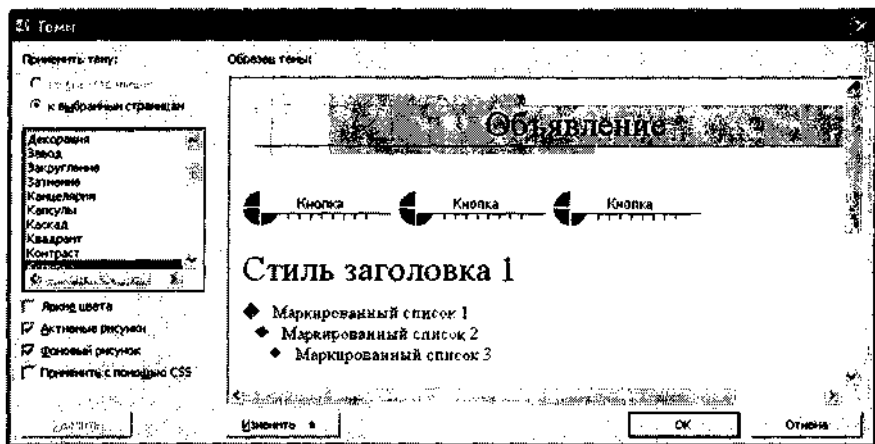 Темы
Применить тему:
к выбранным страницам
Декорация
Завод
Закругление
Затмение
Канцелярия
Капсулы
Каскад
Квадрант
Контраст
Яркие цвета
Активные рисунки
Фоновый рисунок
Применить с помощью CSS
Образец темы:
Объявление
Кнопка Кнопка Кнопка
Стиль заголовка 1
Маркированный список 1
Маркированный список 2
Маркированный список 3
Изменить
OK
Отмена